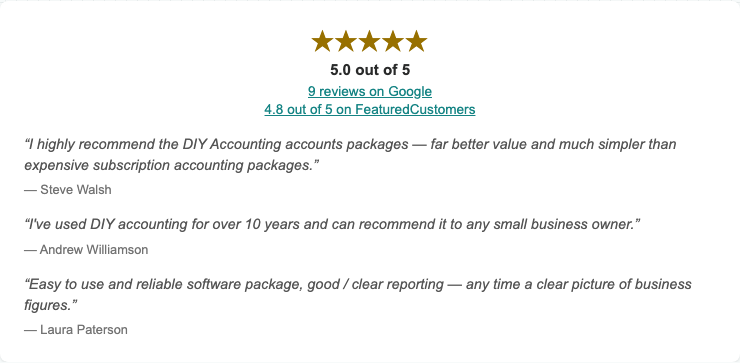 ★★★★★
5.0 out of 5
9 reviews on Google
4.8 out of 5 on FeaturedCustomers
“I highly recommend the DIY Accounting accounts packages — far better value and much simpler than
expensive subscription accounting packages.”
— Steve Walsh
“I've used DIY accounting for over 10 years and can recommend it to any small business owner.”
— Andrew Williamson
“Easy to use and reliable software package, good / clear reporting — any time a clear picture of business
figures.”
— Laura Paterson